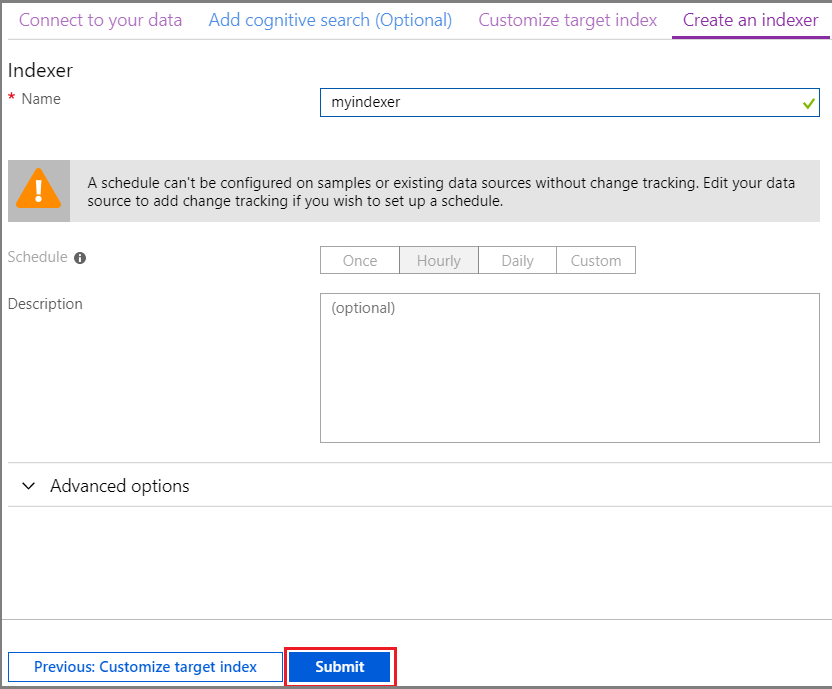 Connect to your data Add cognitive search (Optional) Customize target index Create an indexer
Indexer
* Name
myindexer
A schedule can't be configured on samples or existing data sources without change tracking. Edit your data
source to add change tracking if you wish to set up a schedule.
Schedule
Once Hourly Daily Custom
Description
(optional)
Advanced options
Previous: Customize target index Submit